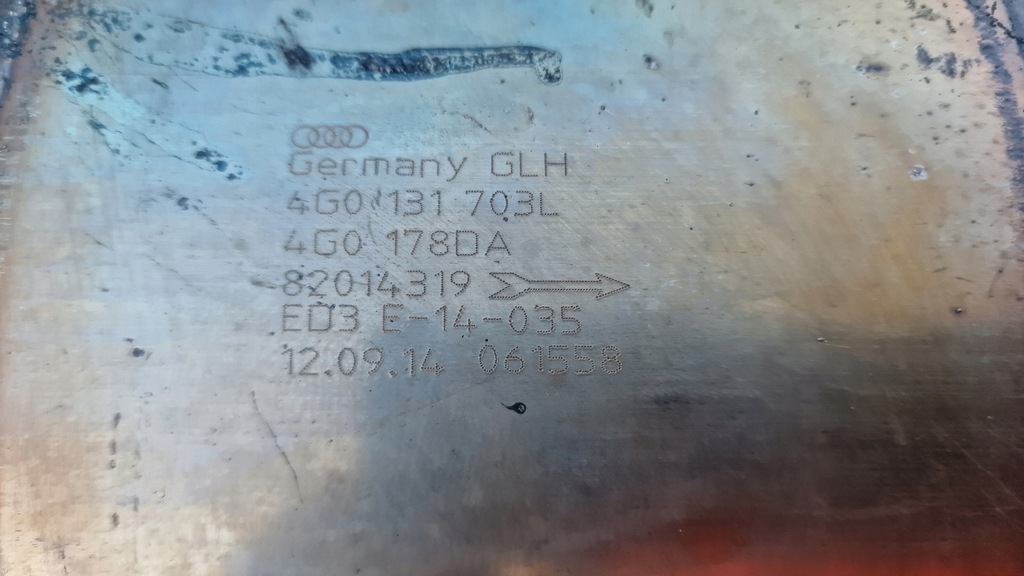 Germany GLH
4G0 131 703L
4G0 178DA
82014319
ED3 E-14-035
12.09.14 061558